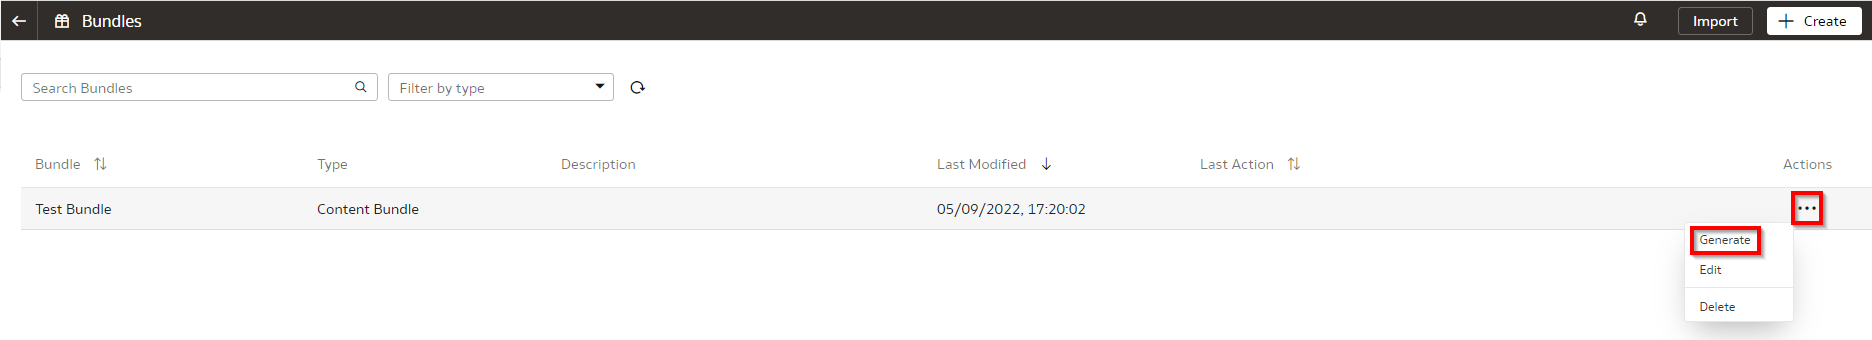 Bundles
Import
Create
Search Bundles
Filter by type
Bundle Type Description Last Modified Last Action Actions
Test Bundle Content Bundle 05/09/2022, 17:20:02
Generate
Edit
Delete